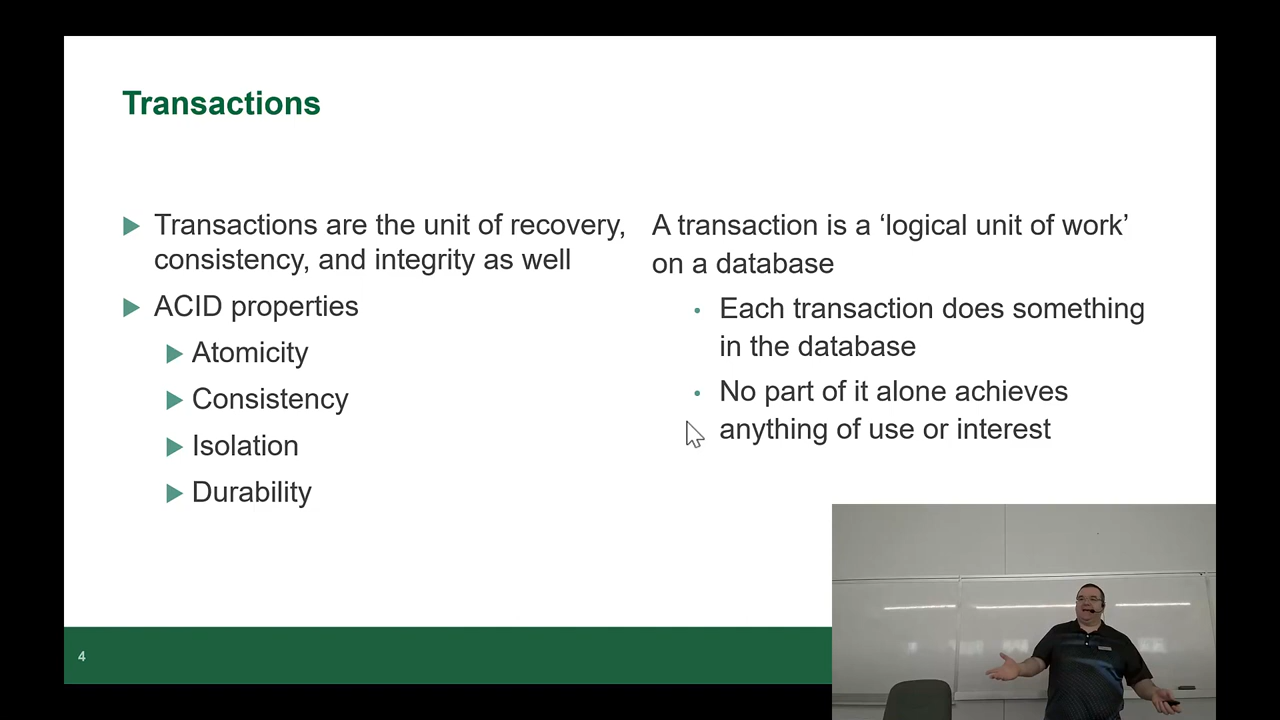 Transactions
Transactions are the unit of recovery,
consistency, and integrity as well
ACID properties
Atomicity
Consistency
Isolation
Durability
A transaction is a ‘logical unit of work’
on a database
Each transaction does something
in the database
No part of it alone achieves
anything of use or interest
4